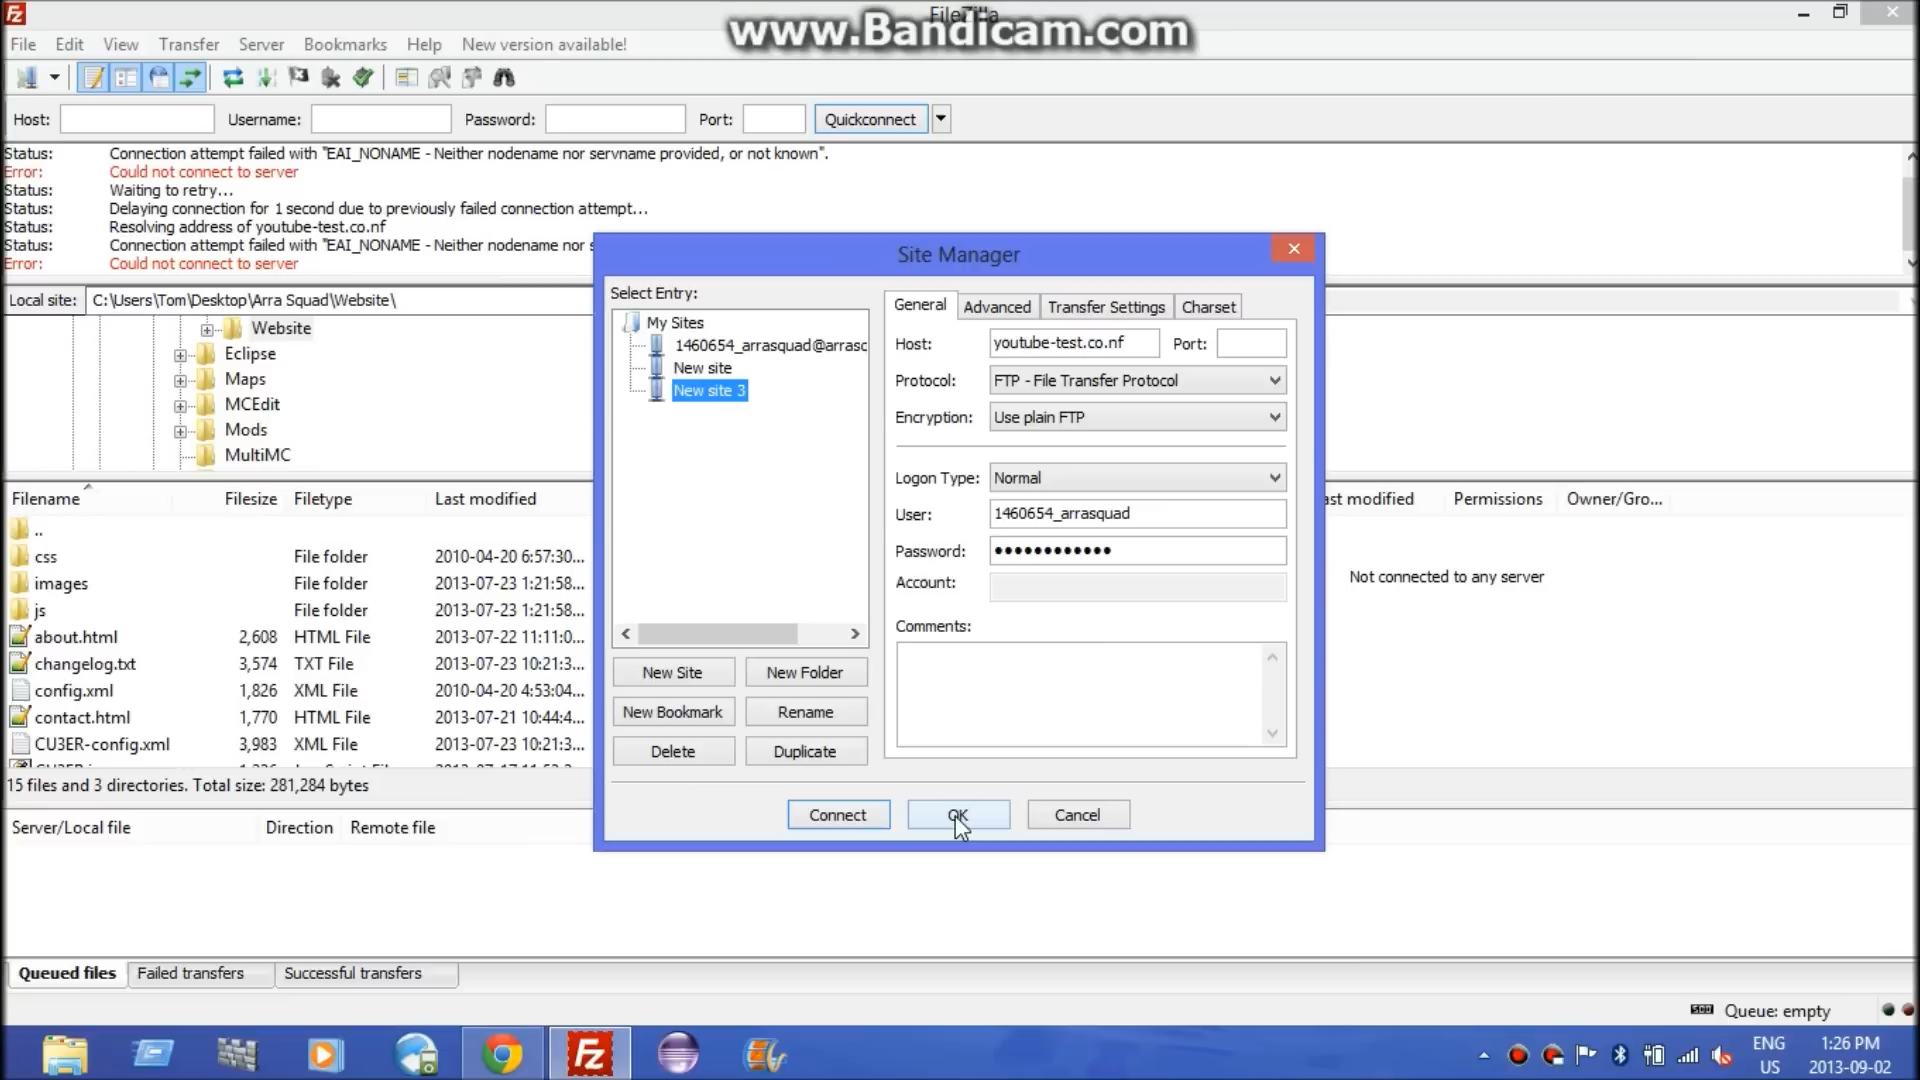 FileZilla
www.Bandicam.com
File Edit View Transfer Server Bookmarks Help New version available!
Host: Username: Password: Port: Quickconnect
Status: Connection attempt failed with "EAI_NONAME - Neither nodename nor servname provided, or not known".
Error: Could not connect to server
Status: Waiting to retry...
Status: Delaying connection for 1 second due to previously failed connection attempt...
Status: Resolving address of youtube-test.co.nf
Status: Connection attempt failed with "EAI_NONAME - Neither nodename nor s
Error: Could not connect to server
Local site: C:\Users\Tom\Desktop\Arra Squad\Website\
Website
Eclipse
Maps
MCEdit
Mods
MultiMC
Filename Filesize Filetype Last modified
..
css File folder 2010-04-20 6:57:30...
images File folder 2013-07-23 1:21:58...
js File folder 2013-07-23 1:21:58...
about.html 2,608 HTML File 2013-07-22 11:11:0...
changelog.txt 3,574 TXT File 2013-07-23 10:21:3...
config.xml 1,826 XML File 2010-04-20 4:53:04...
contact.html 1,770 HTML File 2013-07-21 10:44:4...
CU3ER-config.xml 3,983 XML File 2013-07-23 10:21:3...
15 files and 3 directories. Total size: 281,284 bytes
Site Manager
Select Entry:
My Sites
1460654_arrasquad@arrasc
New site
New site 3
New Site New Folder
New Bookmark Rename
Delete Duplicate
General Advanced Transfer Settings Charset
Host: youtube-test.co.nf Port:
Protocol: FTP - File Transfer Protocol
Encryption: Use plain FTP
Logon Type: Normal
User: 1460654_arrasquad
Password: ●●●●●●●●●●●●
Account:
Comments:
Connect OK Cancel
ast modified Permissions Owner/Gro...
Not connected to any server
Server/Local file Direction Remote file
Queued files Failed transfers Successful transfers
Queue: empty
ENG
US
1:26 PM
2013-09-02